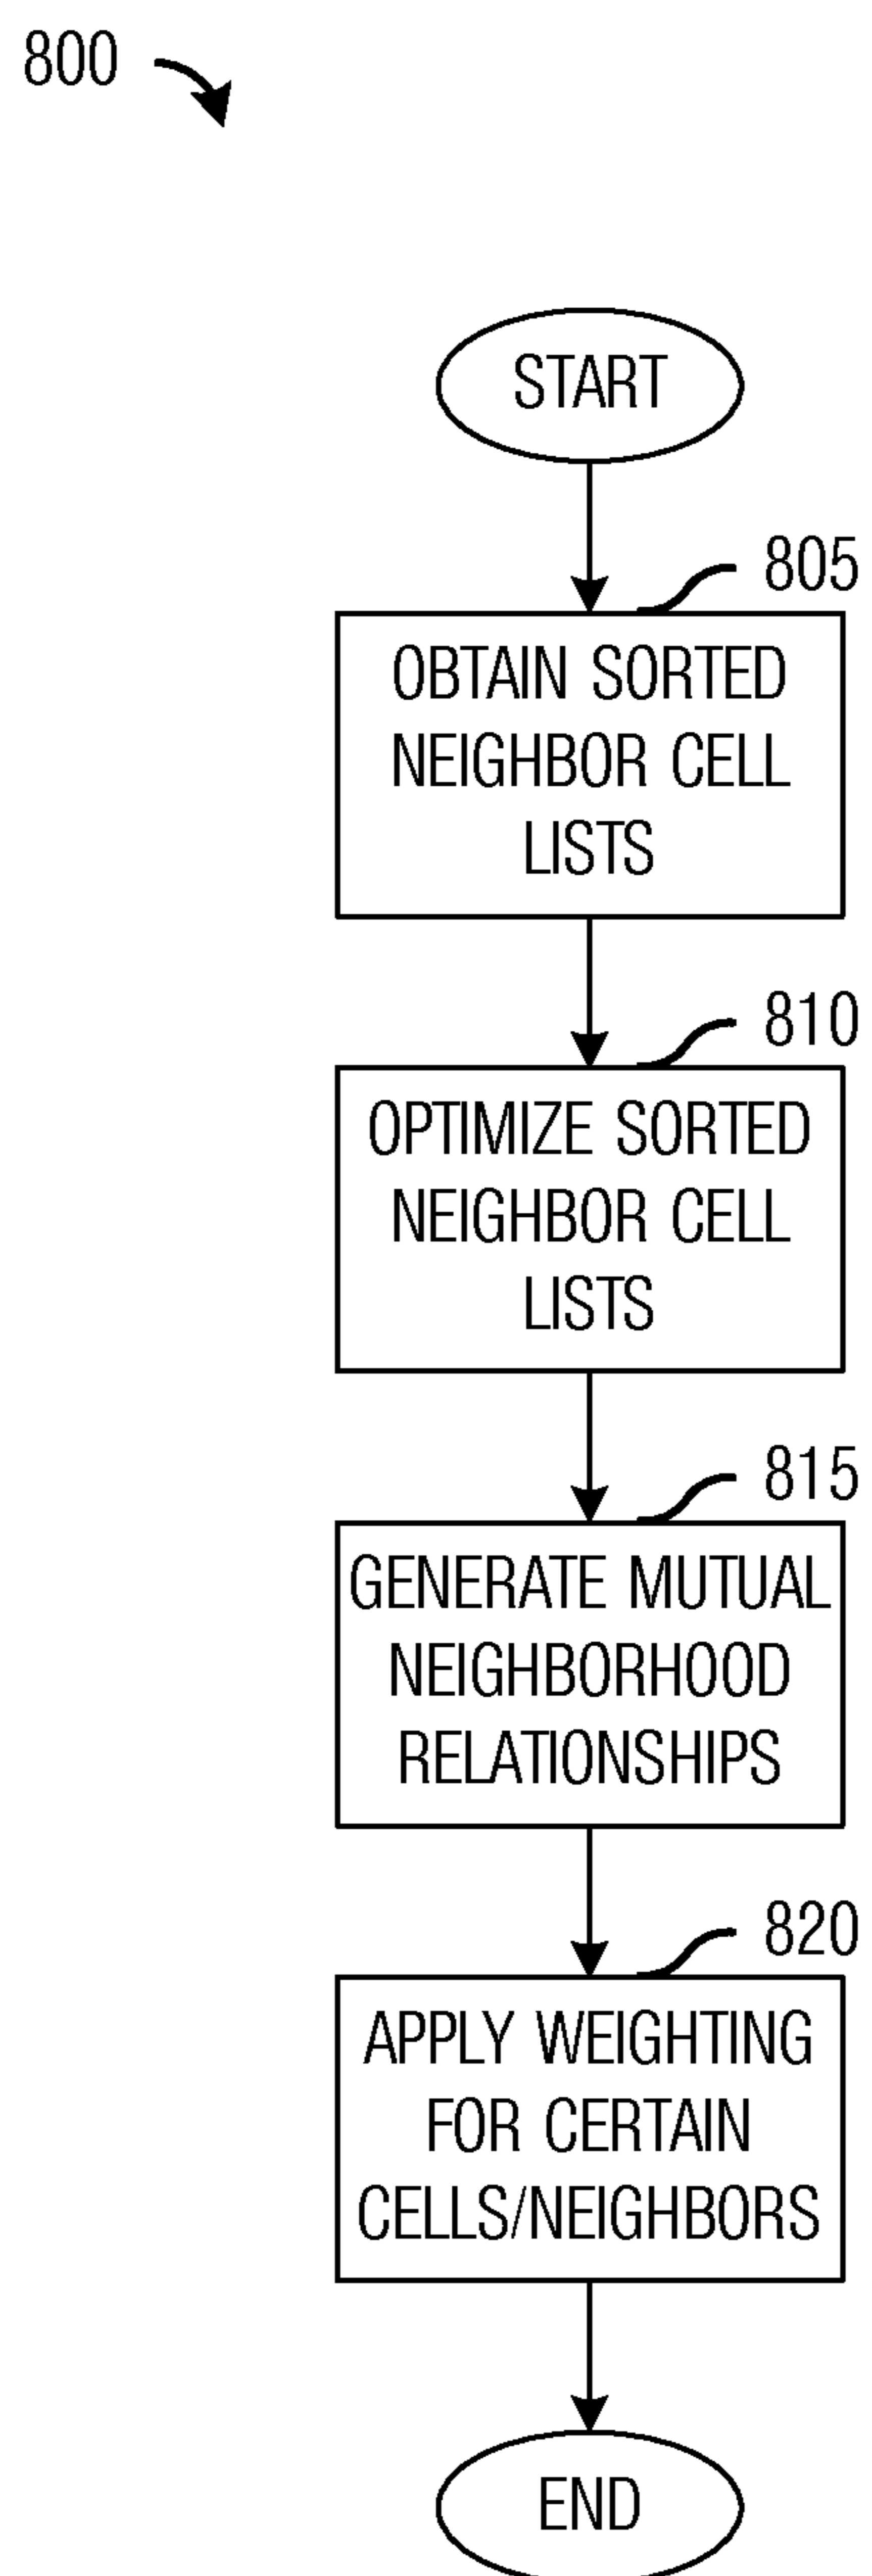 800
START
805
OBTAIN SORTED
NEIGHBOR CELL
LISTS
810
OPTIMIZE SORTED
NEIGHBOR CELL
LISTS
815
GENERATE MUTUAL
NEIGHBORHOOD
RELATIONSHIPS
820
APPLY WEIGHTING
FOR CERTAIN
CELLS/NEIGHBORS
END